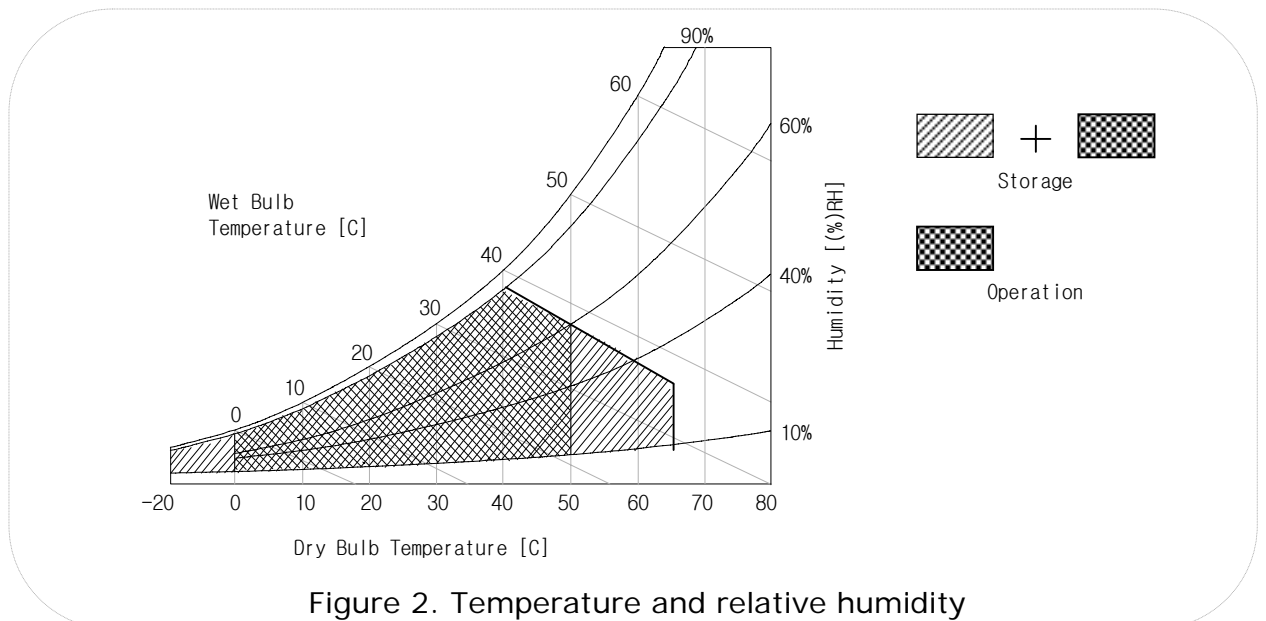 90%
60
60%
50
Wet Bulb
Temperature [C]
40
40%
30
20
10
0
10%
Humidity [(%)RH]
-20 0 10 20 30 40 50 60 70 80
Dry Bulb Temperature [C]
+
Storage
Operation
Figure 2. Temperature and relative humidity